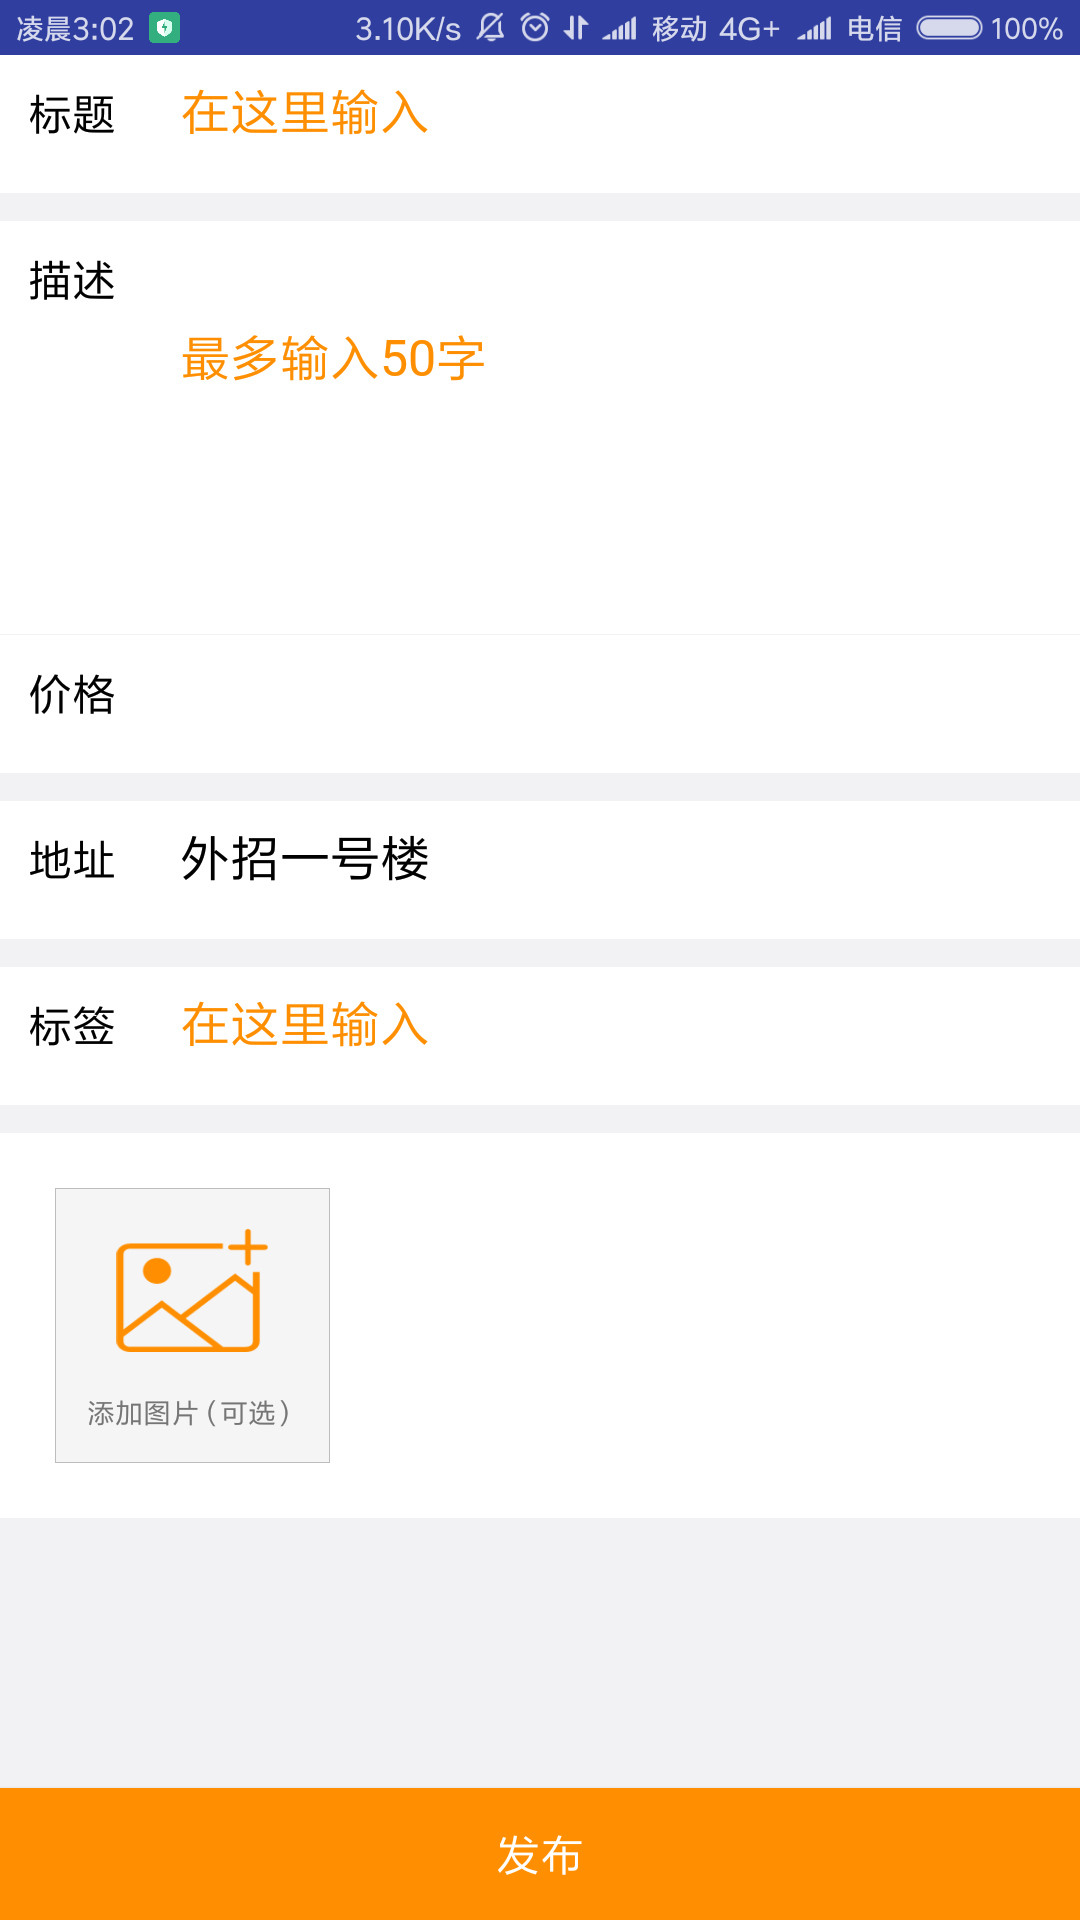 凌晨3:02 3.10K/s 移动 4G+ 电信 100%
标题 在这里输入
描述
最多输入50字
价格
地址 外招一号楼
标签 在这里输入
添加图片(可选)
发布